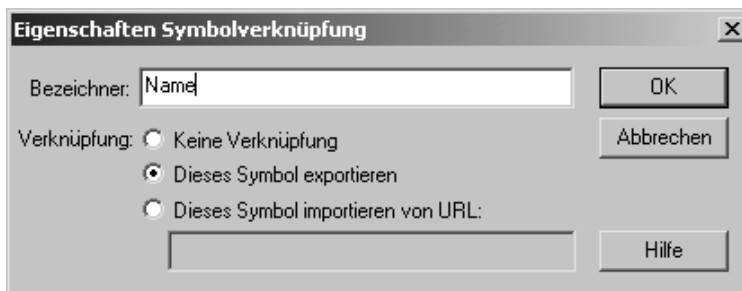 Eigenschaften Symbolverknüpfung
Bezeichner: Name
OK
Verknüpfung: Keine Verknüpfung
Abbrechen
Dieses Symbol exportieren
Dieses Symbol importieren von URL:
Hilfe